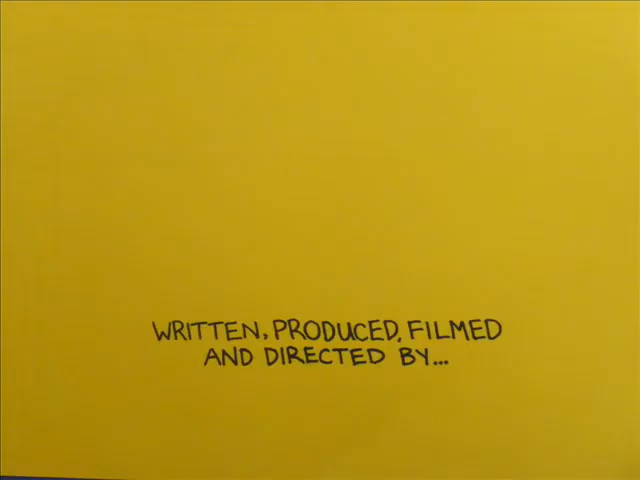 WRITTEN, PRODUCED, FILMED
AND DIRECTED BY...